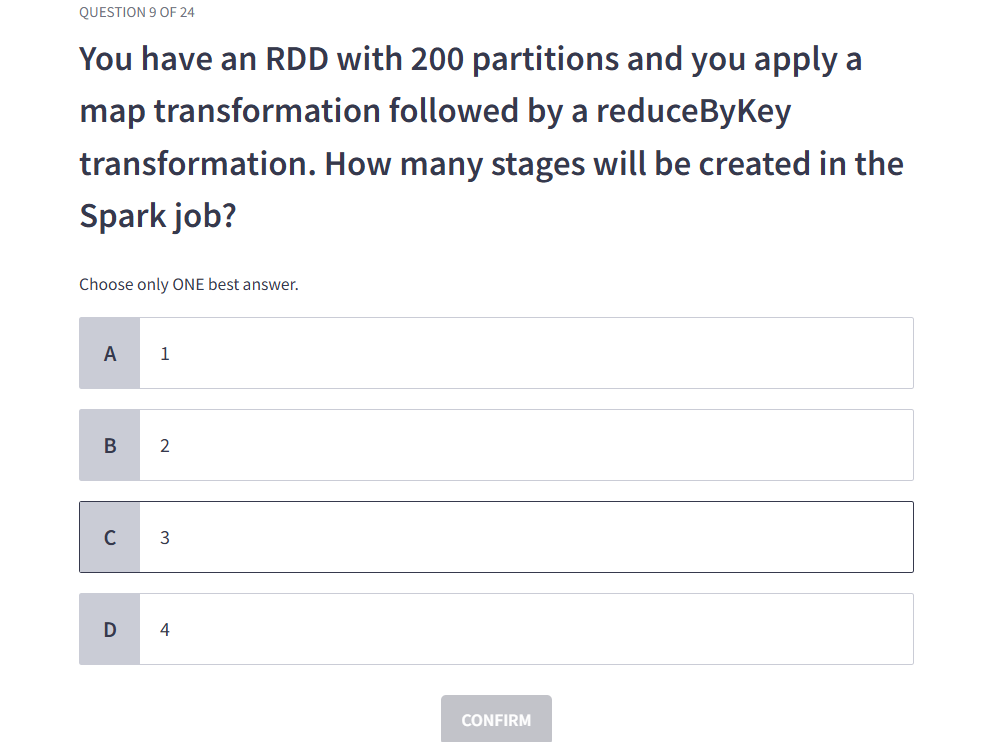 QUESTION 9 OF 24
You have an RDD with 200 partitions and you apply a
map transformation followed by a reduceByKey
transformation. How many stages will be created in the
Spark job?
Choose only ONE best answer.
A 1
B 2
C 3
D 4
CONFIRM